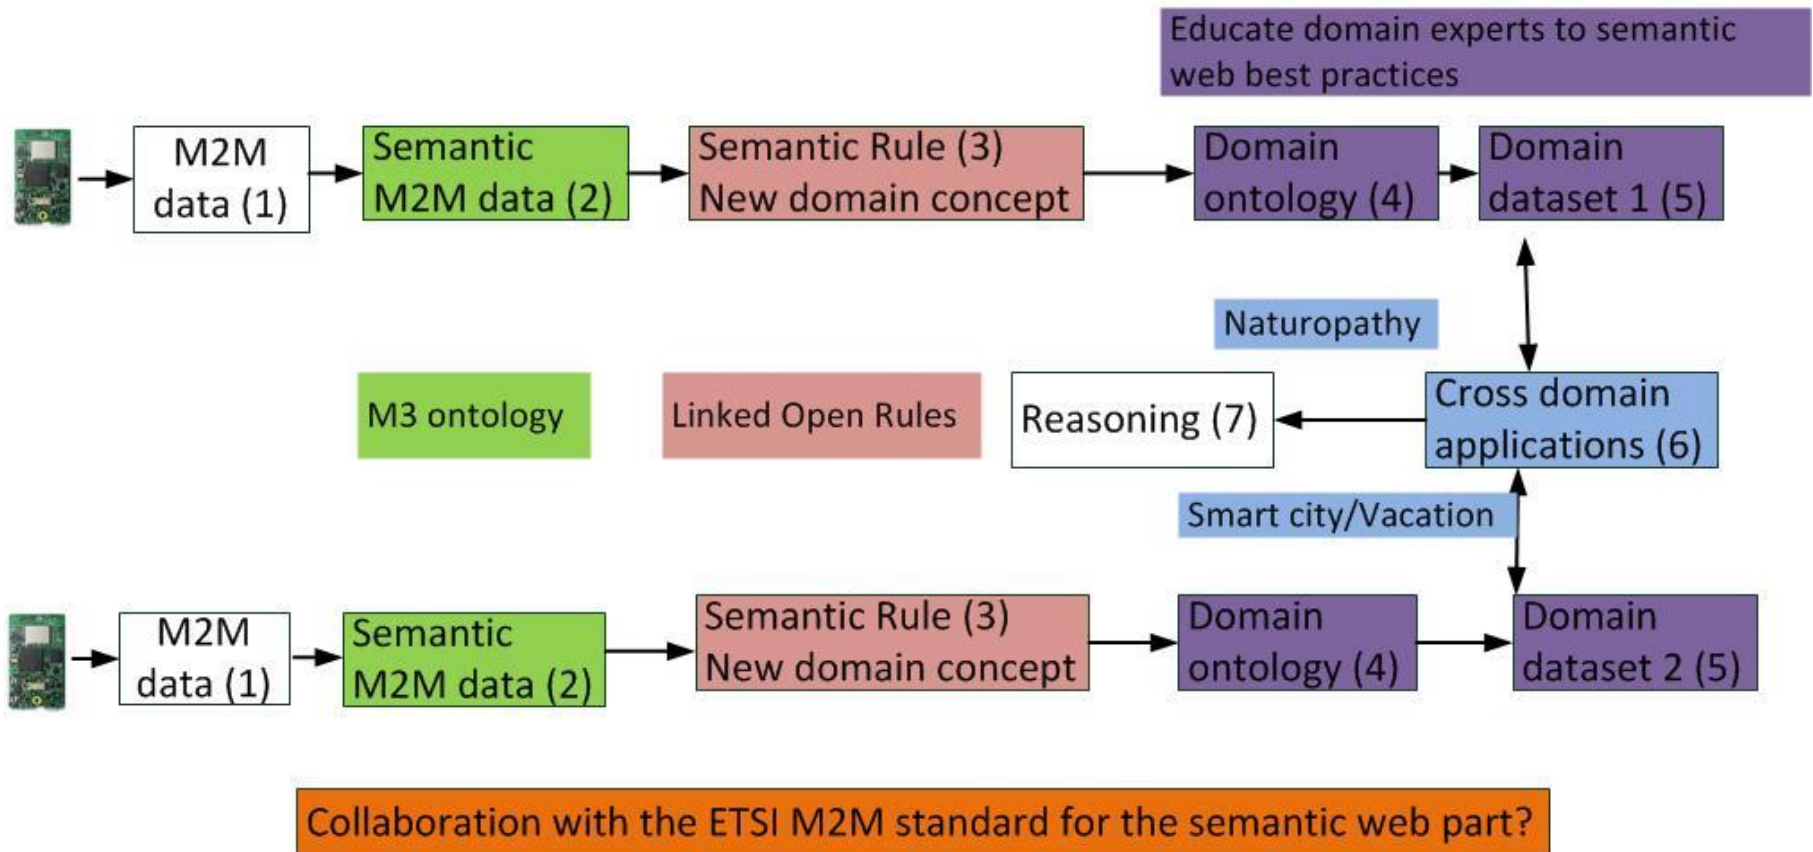 Educate domain experts to semantic
web best practices
M2M
data (1)
Semantic
M2M data (2)
Semantic Rule (3)
New domain concept
Domain
ontology (4)
Domain
dataset 1 (5)
Naturopathy
M3 ontology
Linked Open Rules
Reasoning (7)
Cross domain
applications (6)
Smart city/Vacation
M2M
data (1)
Semantic
M2M data (2)
Semantic Rule (3)
New domain concept
Domain
ontology (4)
Domain
dataset 2 (5)
Collaboration with the ETSI M2M standard for the semantic web part?